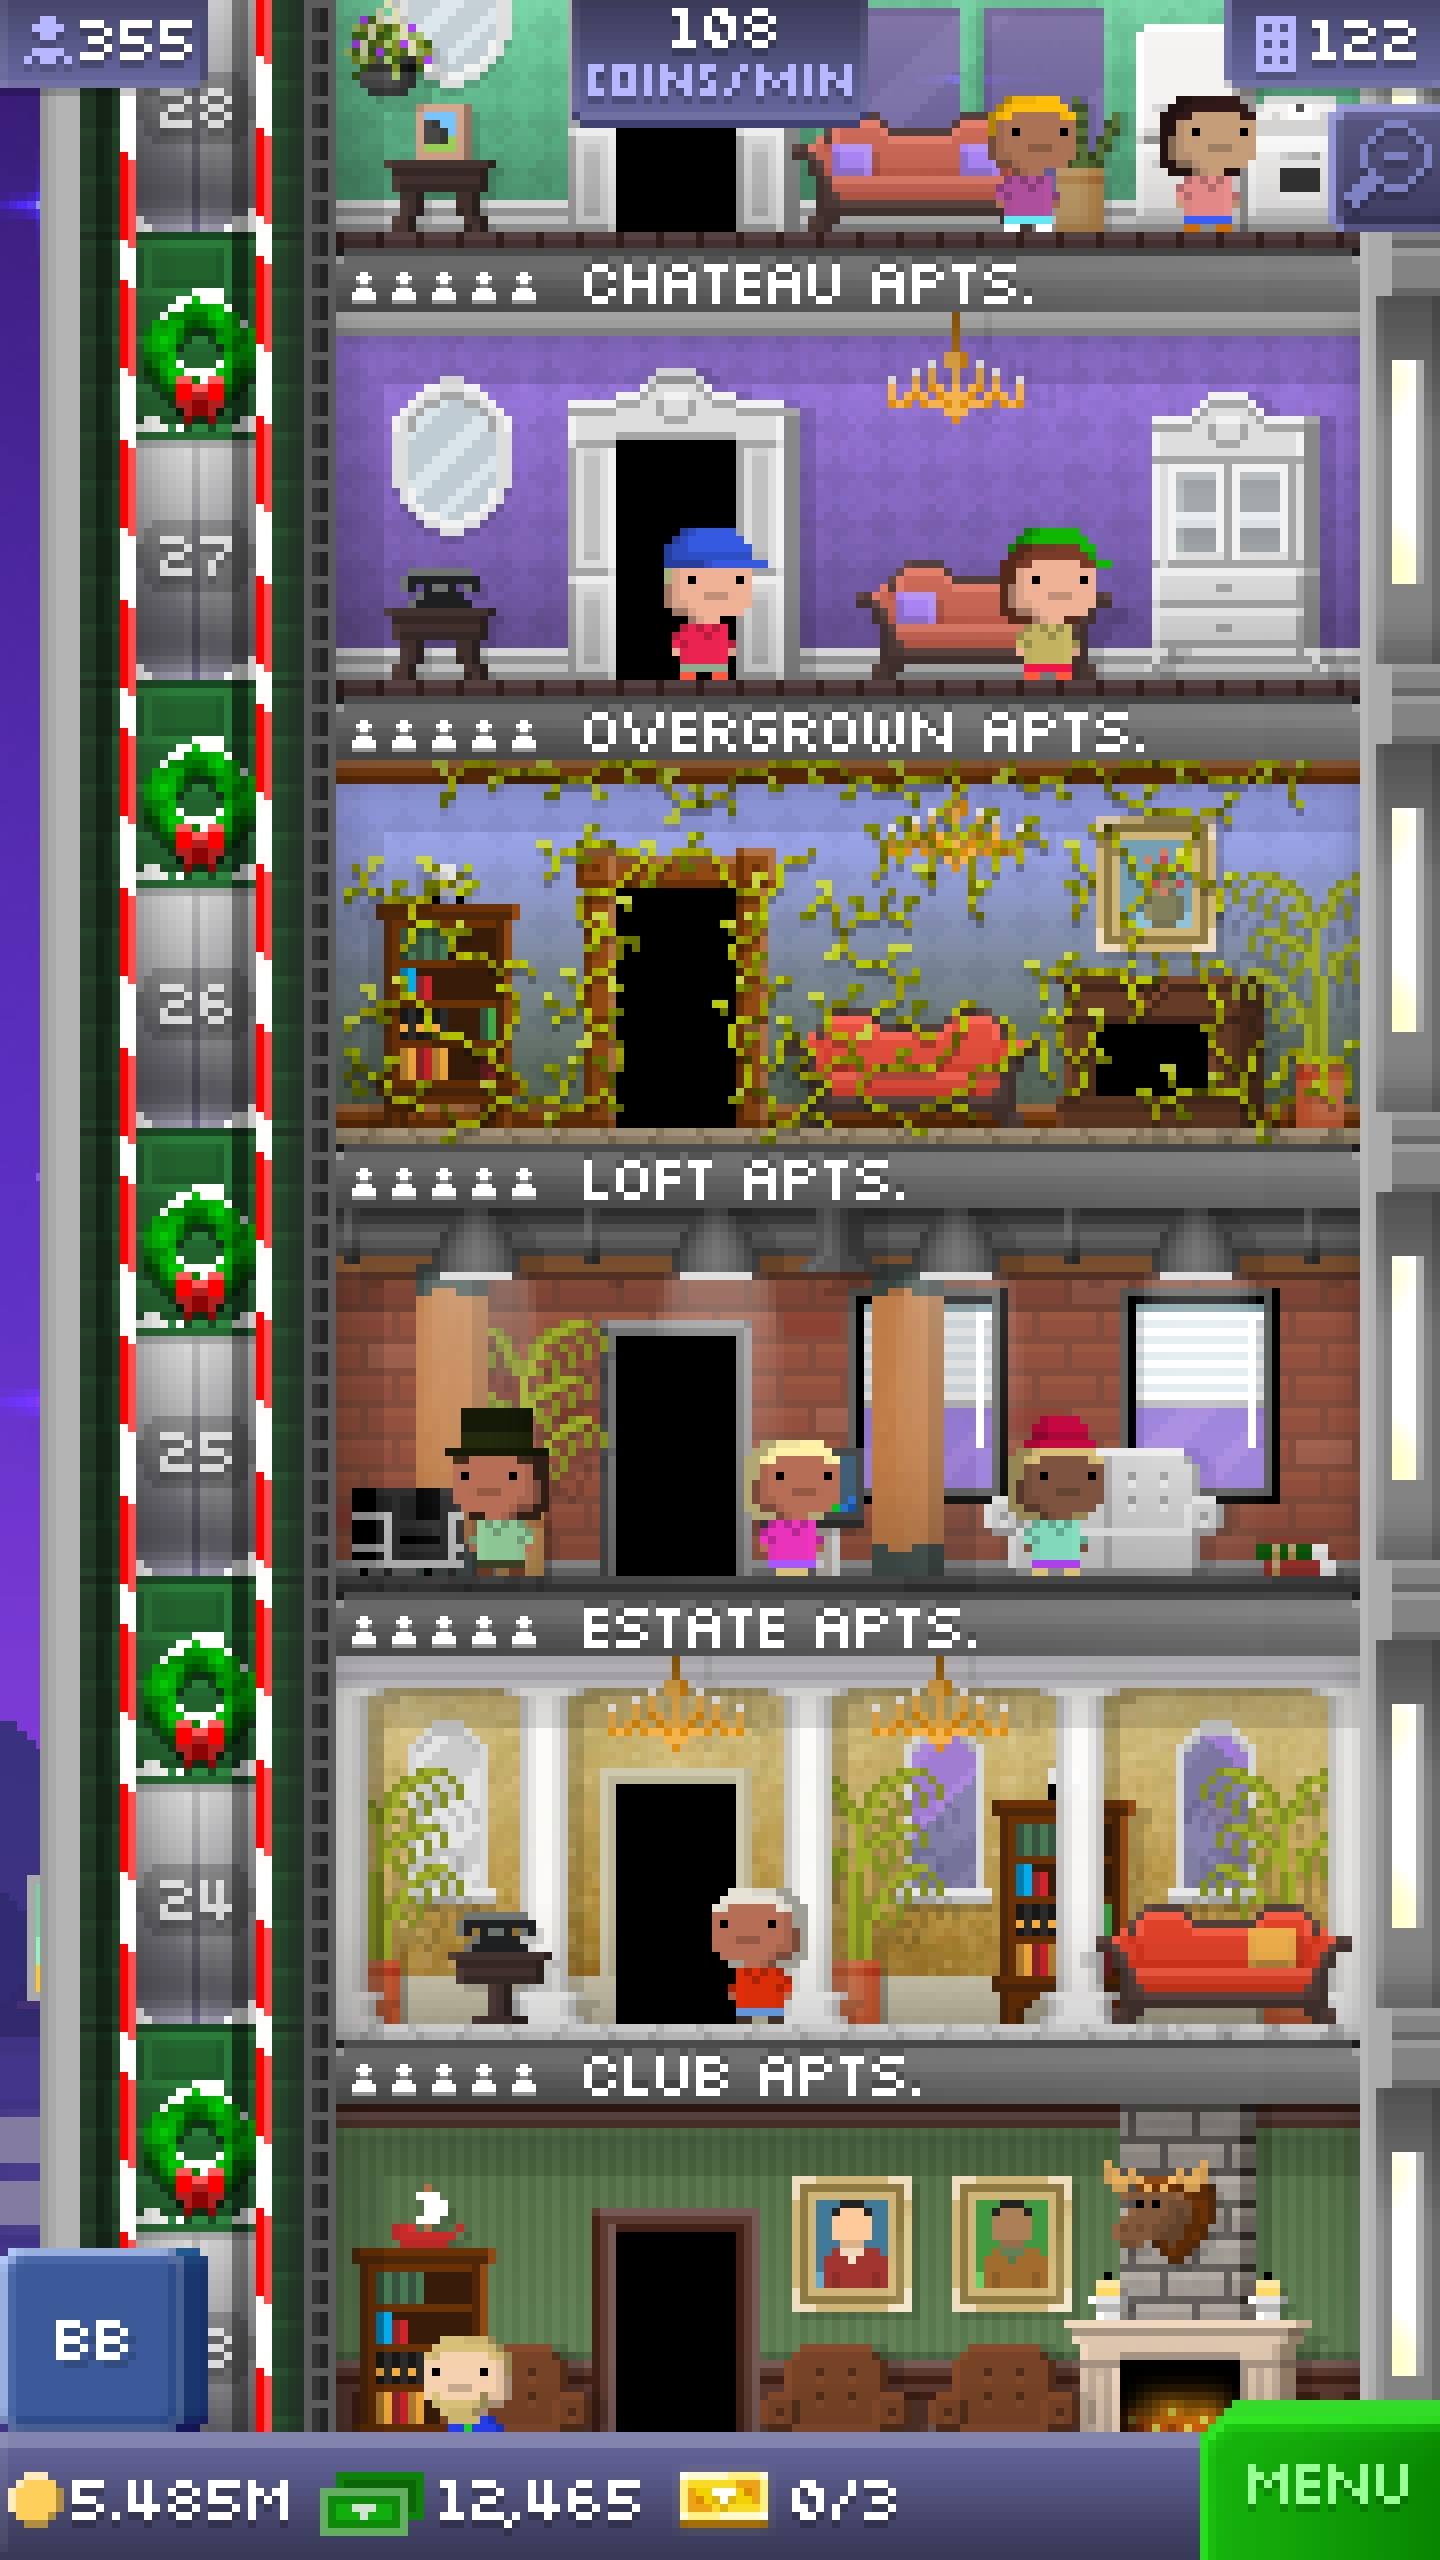 355
108
COINS/MIN
122
28
CHATEAU APTS.
27
OVERGROWN APTS.
26
LOFT APTS.
25
ESTATE APTS.
24
CLUB APTS.
BB
5.485M
12,465
0/3
MENU